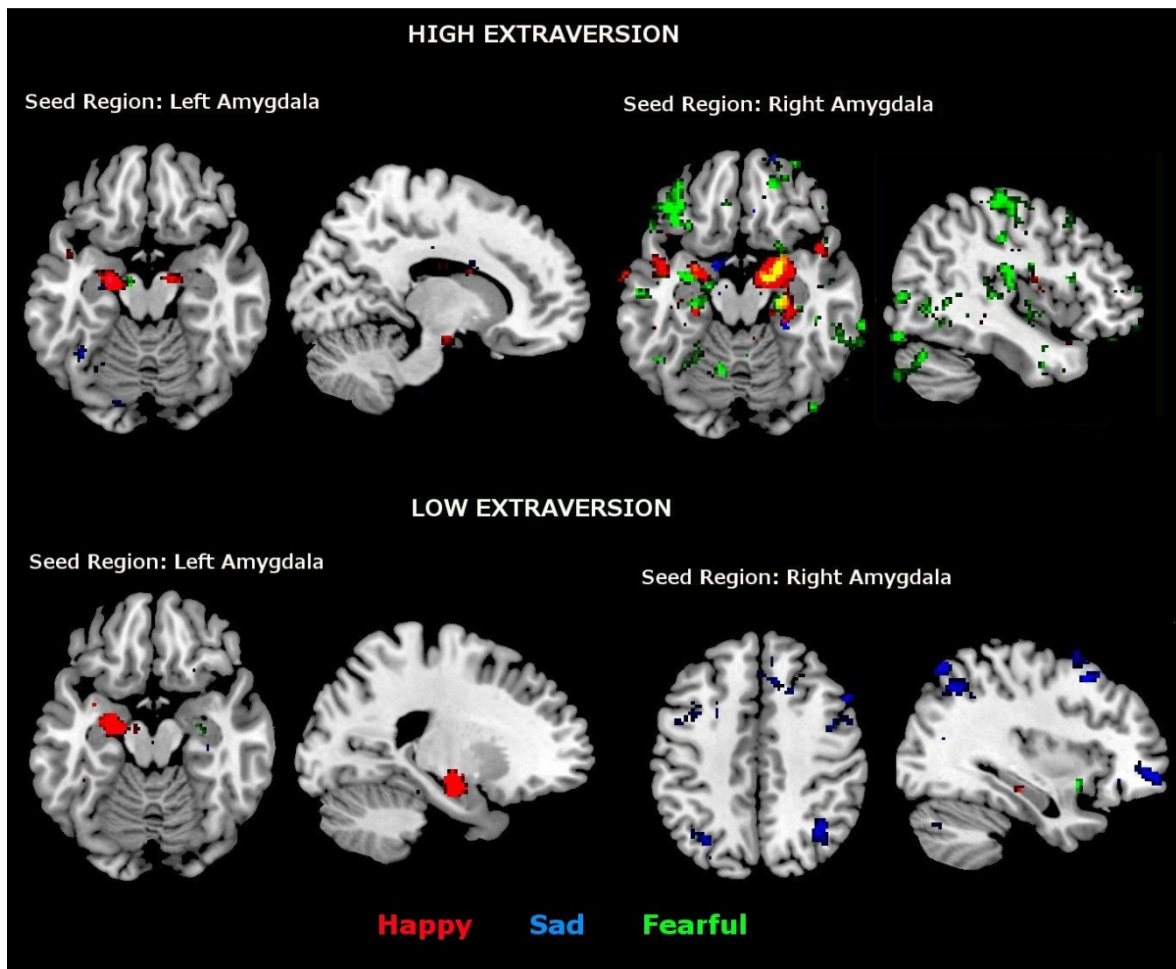 HIGH EXTRAVERSION
Seed Region: Left Amygdala
Seed Region: Right Amygdala
LOW EXTRAVERSION
Seed Region: Left Amygdala
Seed Region: Right Amygdala
Happy Sad Fearful